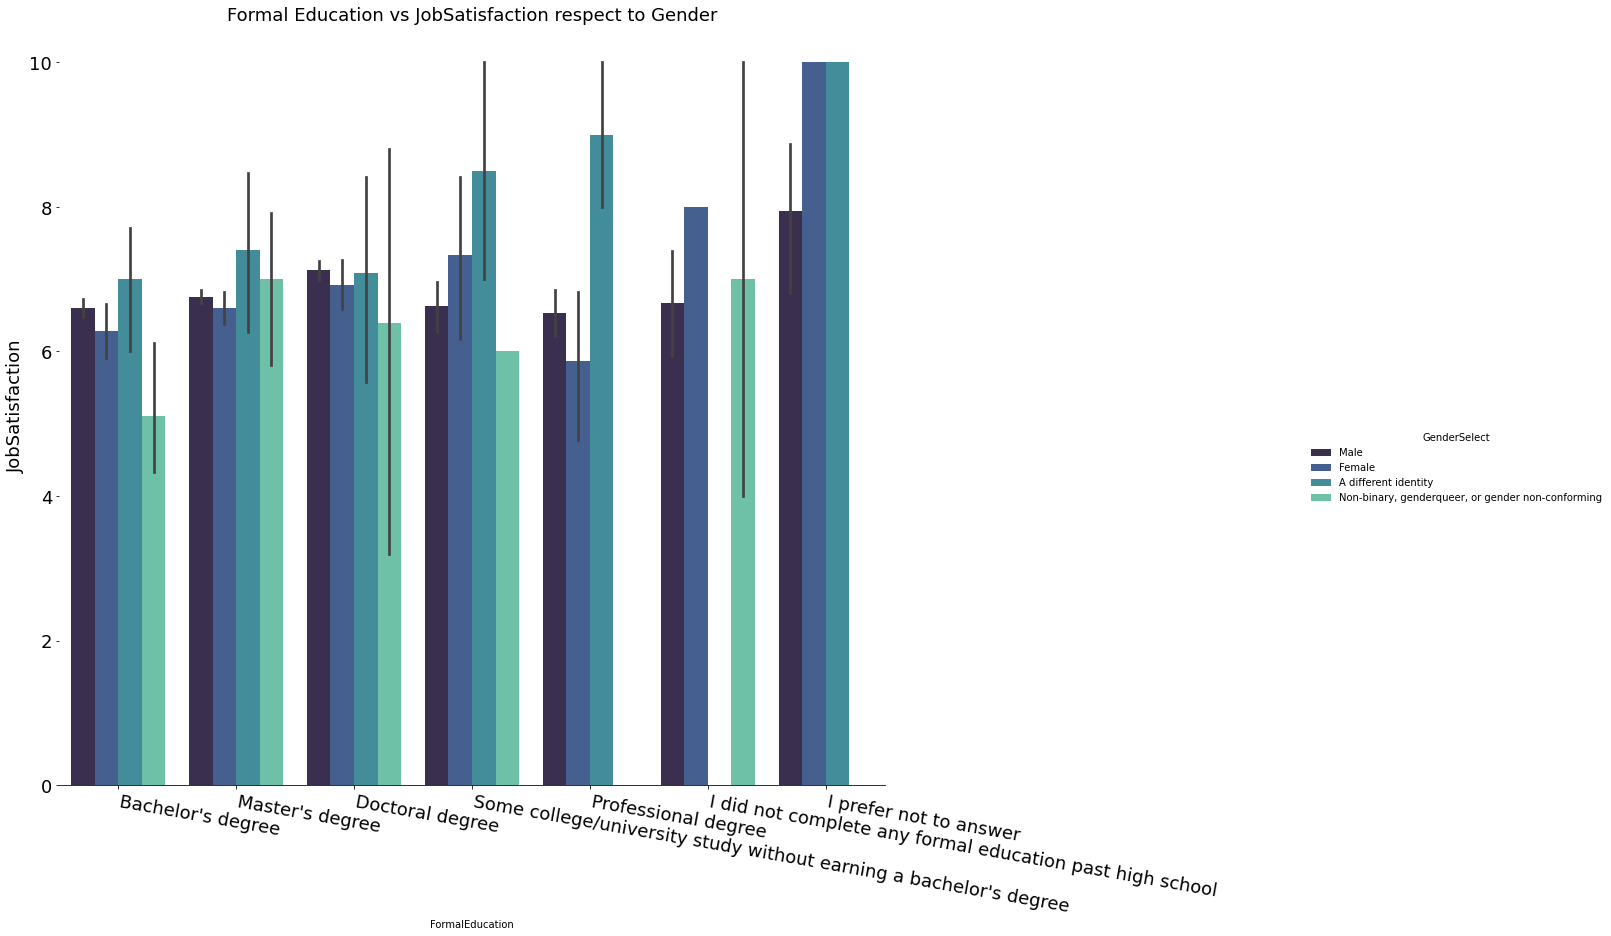 Formal Education vs JobSatisfaction respect to Gender
10
8
6
4
2
0
JobSatisfaction
Bachelor's degree
Master's degree
Doctoral degree
Some college/university study without earning a bachelor's degree
Professional degree
I did not complete any formal education past high school
I prefer not to answer
FormalEducation
GenderSelect
Male
Female
A different identity
Non-binary, genderqueer, or gender non-conforming